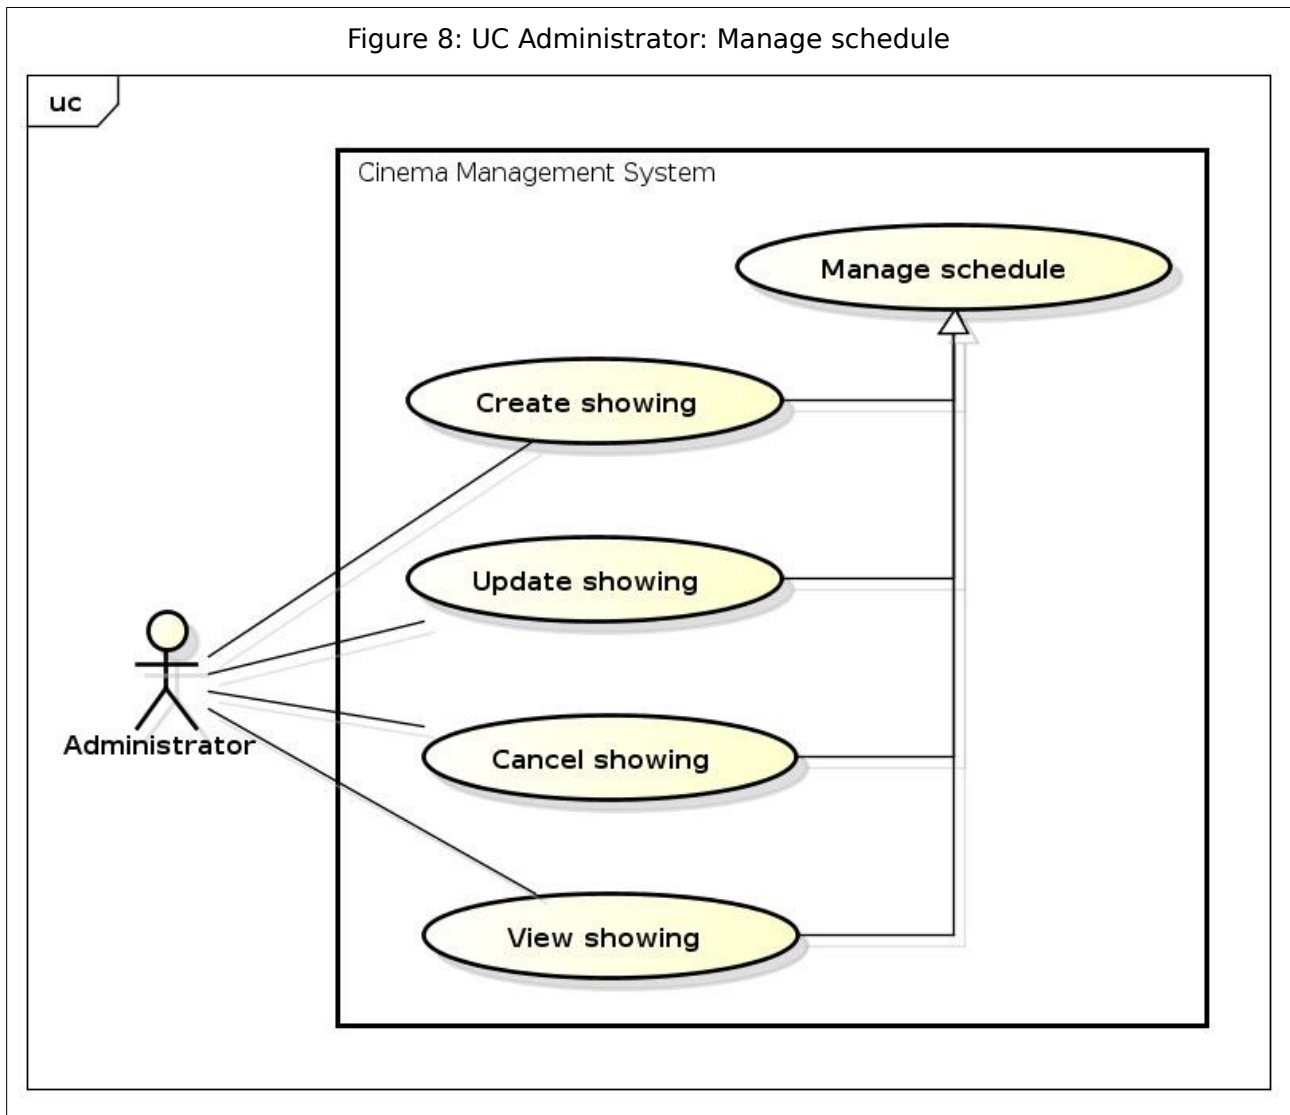 Figure 8: UC Administrator: Manage schedule
uc
Cinema Management System
Manage schedule
Create showing
Update showing
Administrator
Cancel showing
View showing